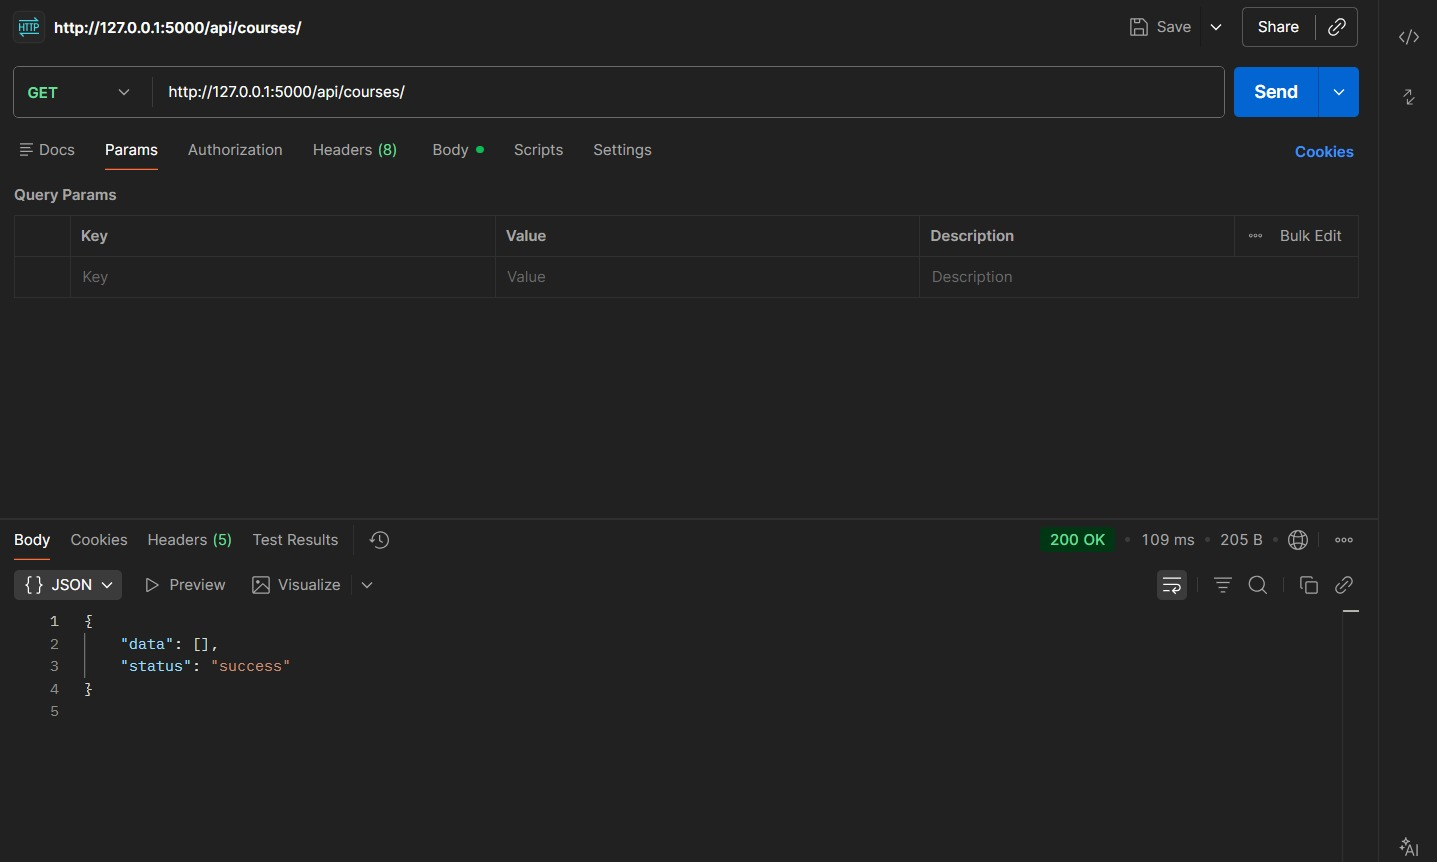 HTTP http://127.0.0.1:5000/api/courses/ Save Share
GET http://127.0.0.1:5000/api/courses/ Send
Docs Params Authorization Headers (8) Body Scripts Settings Cookies
Query Params
Key Value Description Bulk Edit
Key Value Description
Body Cookies Headers (5) Test Results 200 OK • 109 ms • 205 B •
{} JSON Preview Visualize
1 {
2 "data": [],
3 "status": "success"
4 }
5
AI